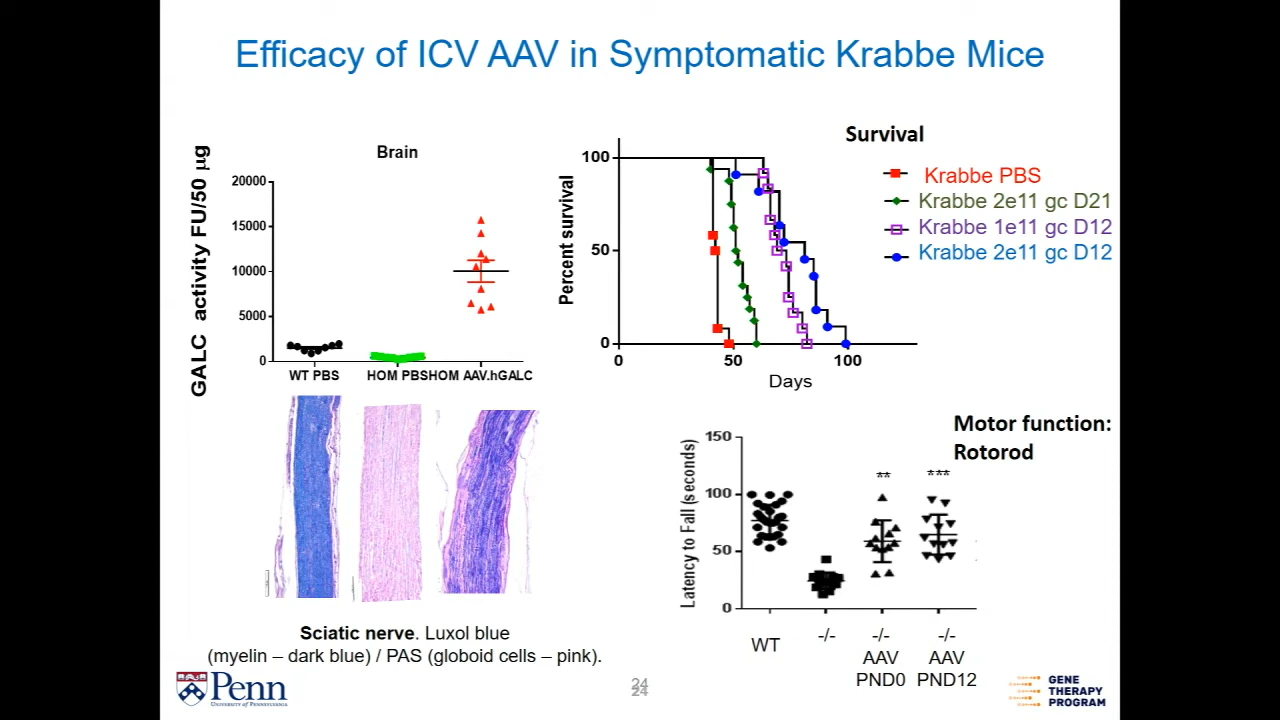 Efficacy of ICV AAV in Symptomatic Krabbe Mice
Brain
GALC activity FU/50 µg
20000
15000
10000
5000
0
WT PBS
HOM PBS
HOM AAV.hGALC
Survival
Percent survival
100
50
0
0
50
100
Days
Krabbe PBS
Krabbe 2e11 gc D21
Krabbe 1e11 gc D12
Krabbe 2e11 gc D12
Sciatic nerve. Luxol blue
(myelin – dark blue) / PAS (globoid cells – pink).
Motor function:
Rotorod
Latency to Fall (seconds)
150
100
50
0
**
***
WT
-/-
-/-
AAV
PND0
-/-
AAV
PND12
Penn
UNIVERSITY of PENNSYLVANIA
24
24
GENE
THERAPY
PROGRAM